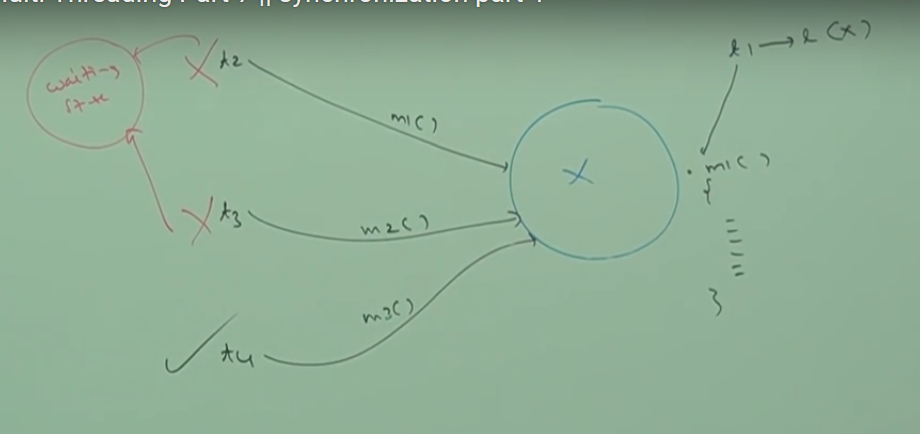 waiting
state
t2
m1()
X
t3
m2()
m3()
t4
t1 → l(X)
m1()
{
}